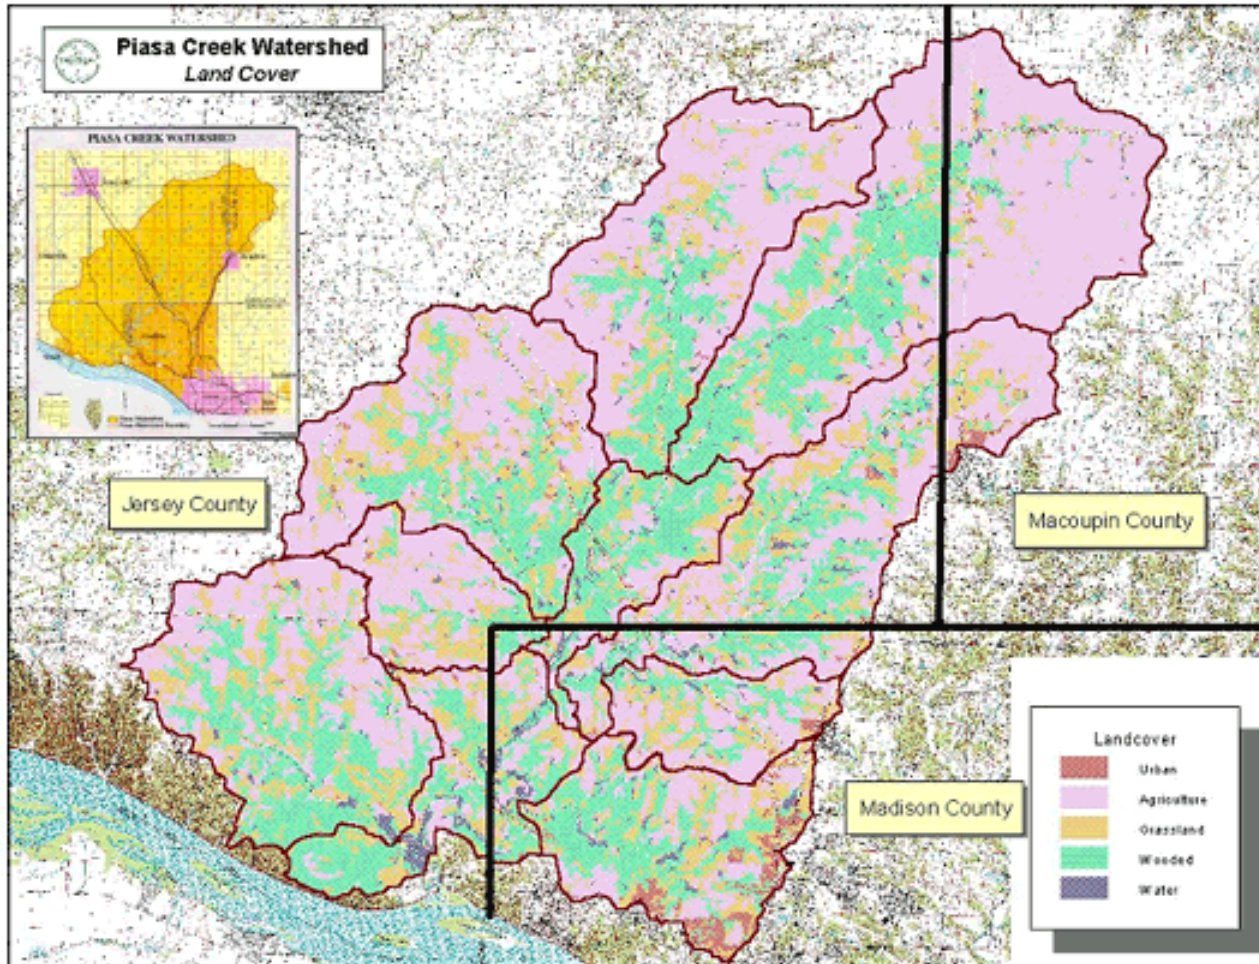 Piasa Creek Watershed
Land Cover
PIASA CREEK WATERSHED
Jersey County
Macoupin County
Madison County
Landcover
Urban
Agriculture
Grassland
Wooded
Water